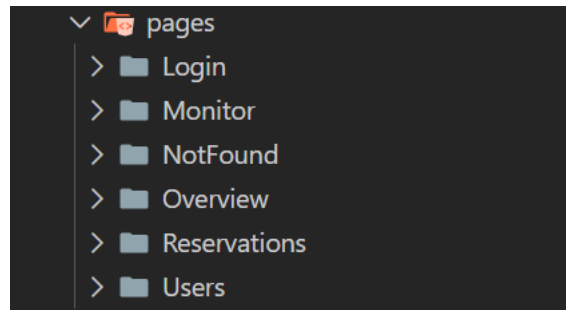 pages
Login
Monitor
NotFound
Overview
Reservations
Users